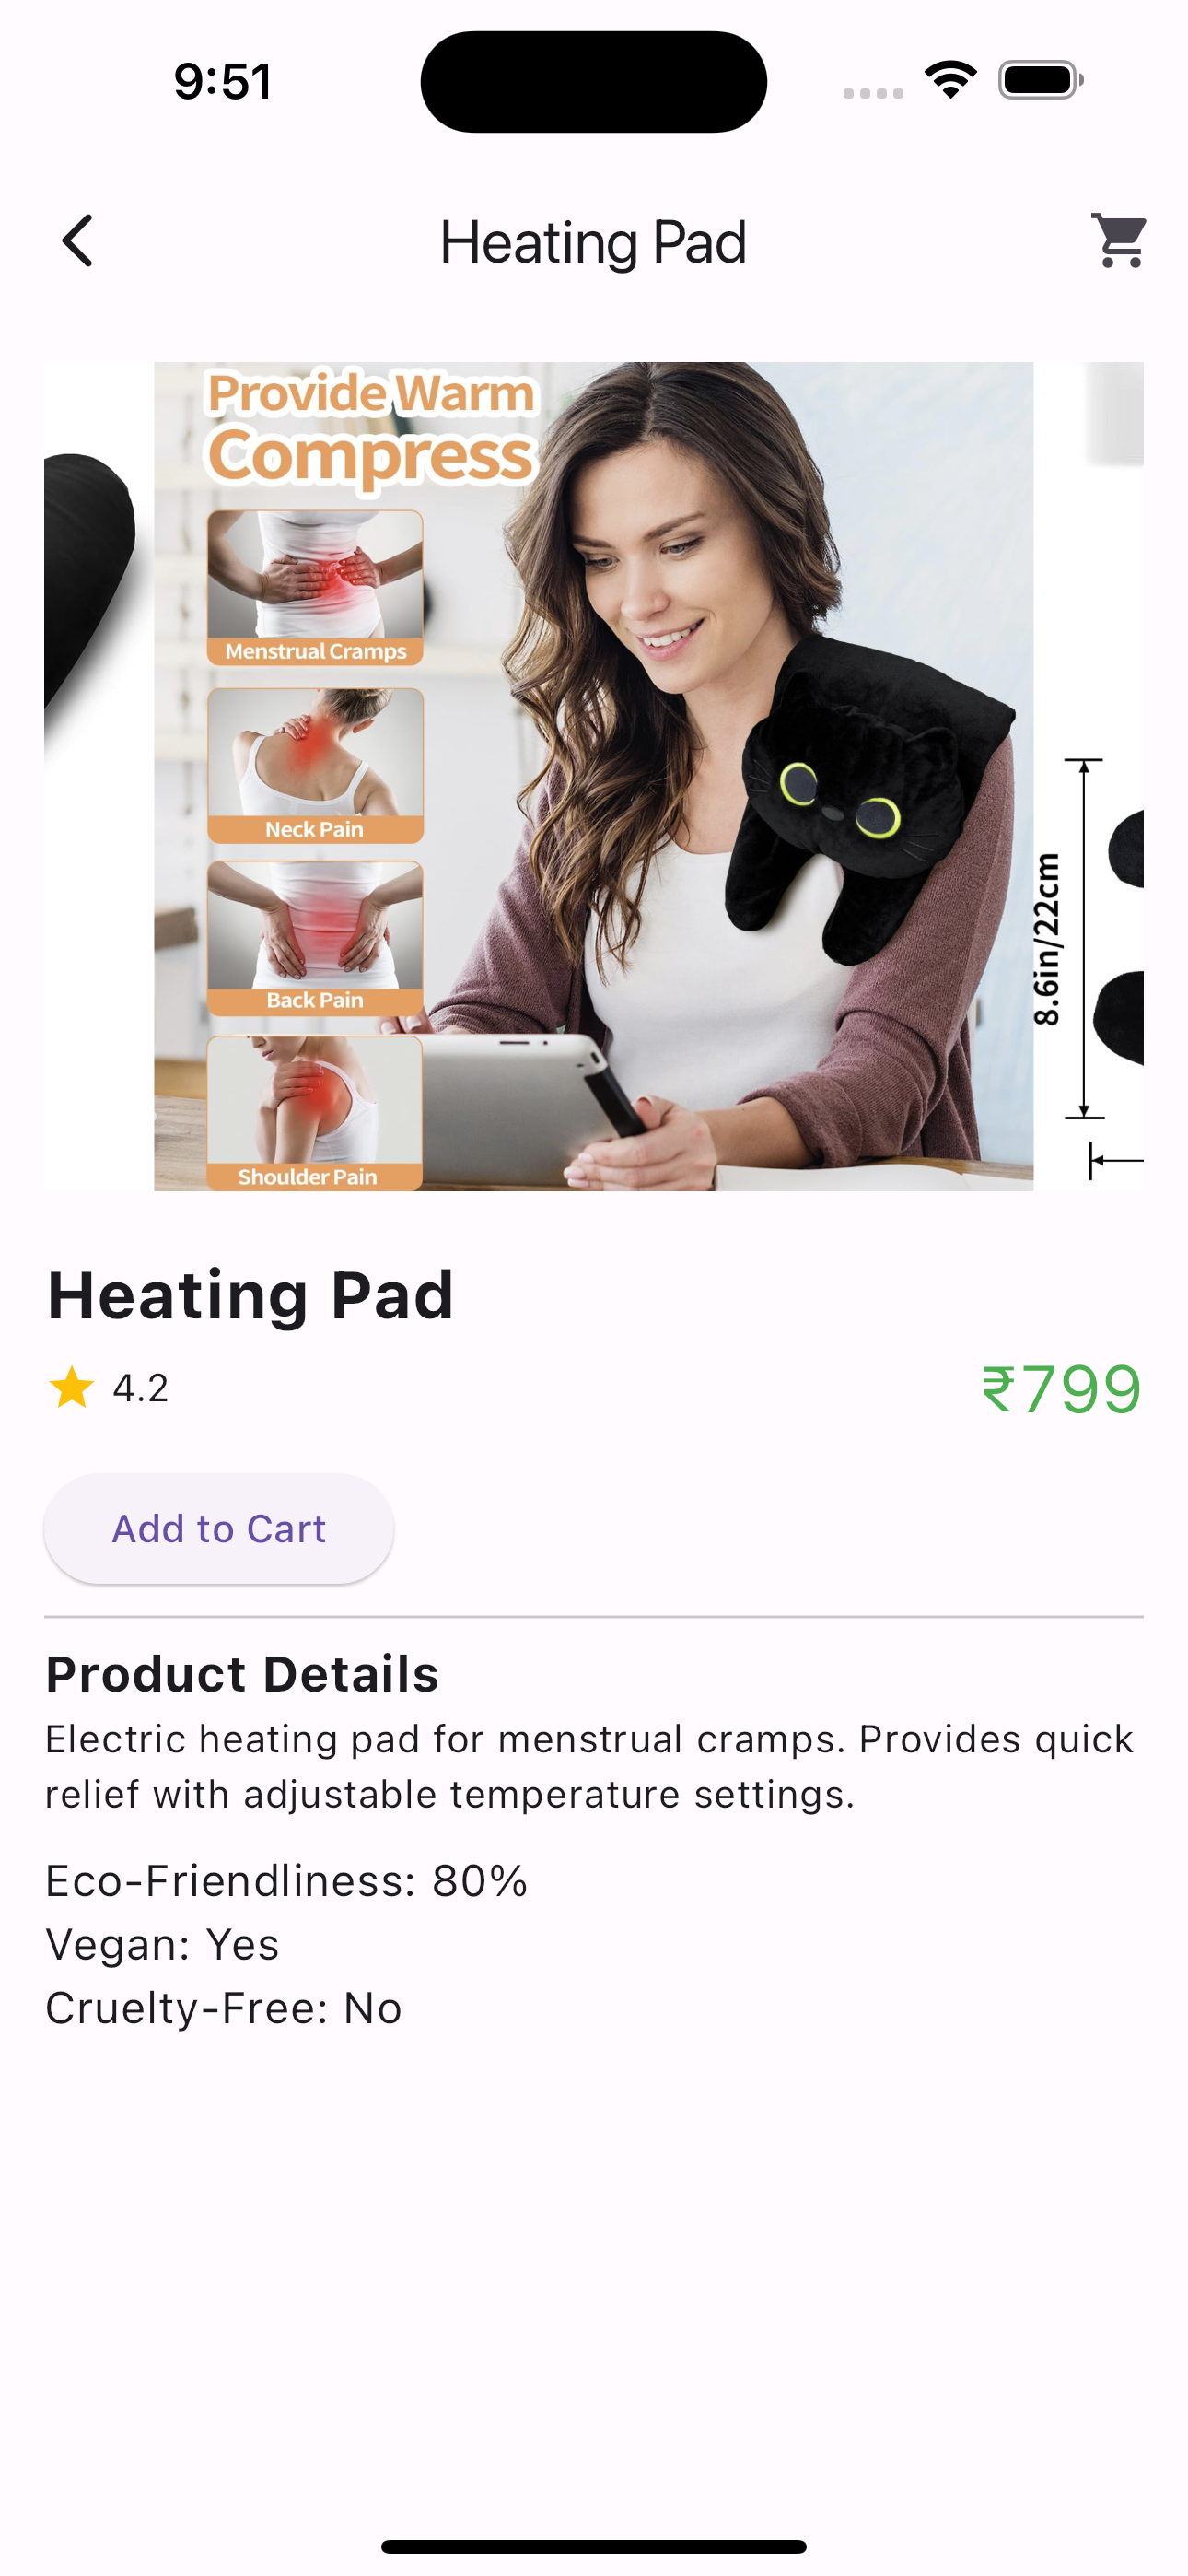 9:51
Heating Pad
Provide Warm
Compress
Menstrual Cramps
Neck Pain
Back Pain
Shoulder Pain
8.6in/22cm
Heating Pad
4.2
₹799
Add to Cart
Product Details
Electric heating pad for menstrual cramps. Provides quick
relief with adjustable temperature settings.
Eco-Friendliness: 80%
Vegan: Yes
Cruelty-Free: No